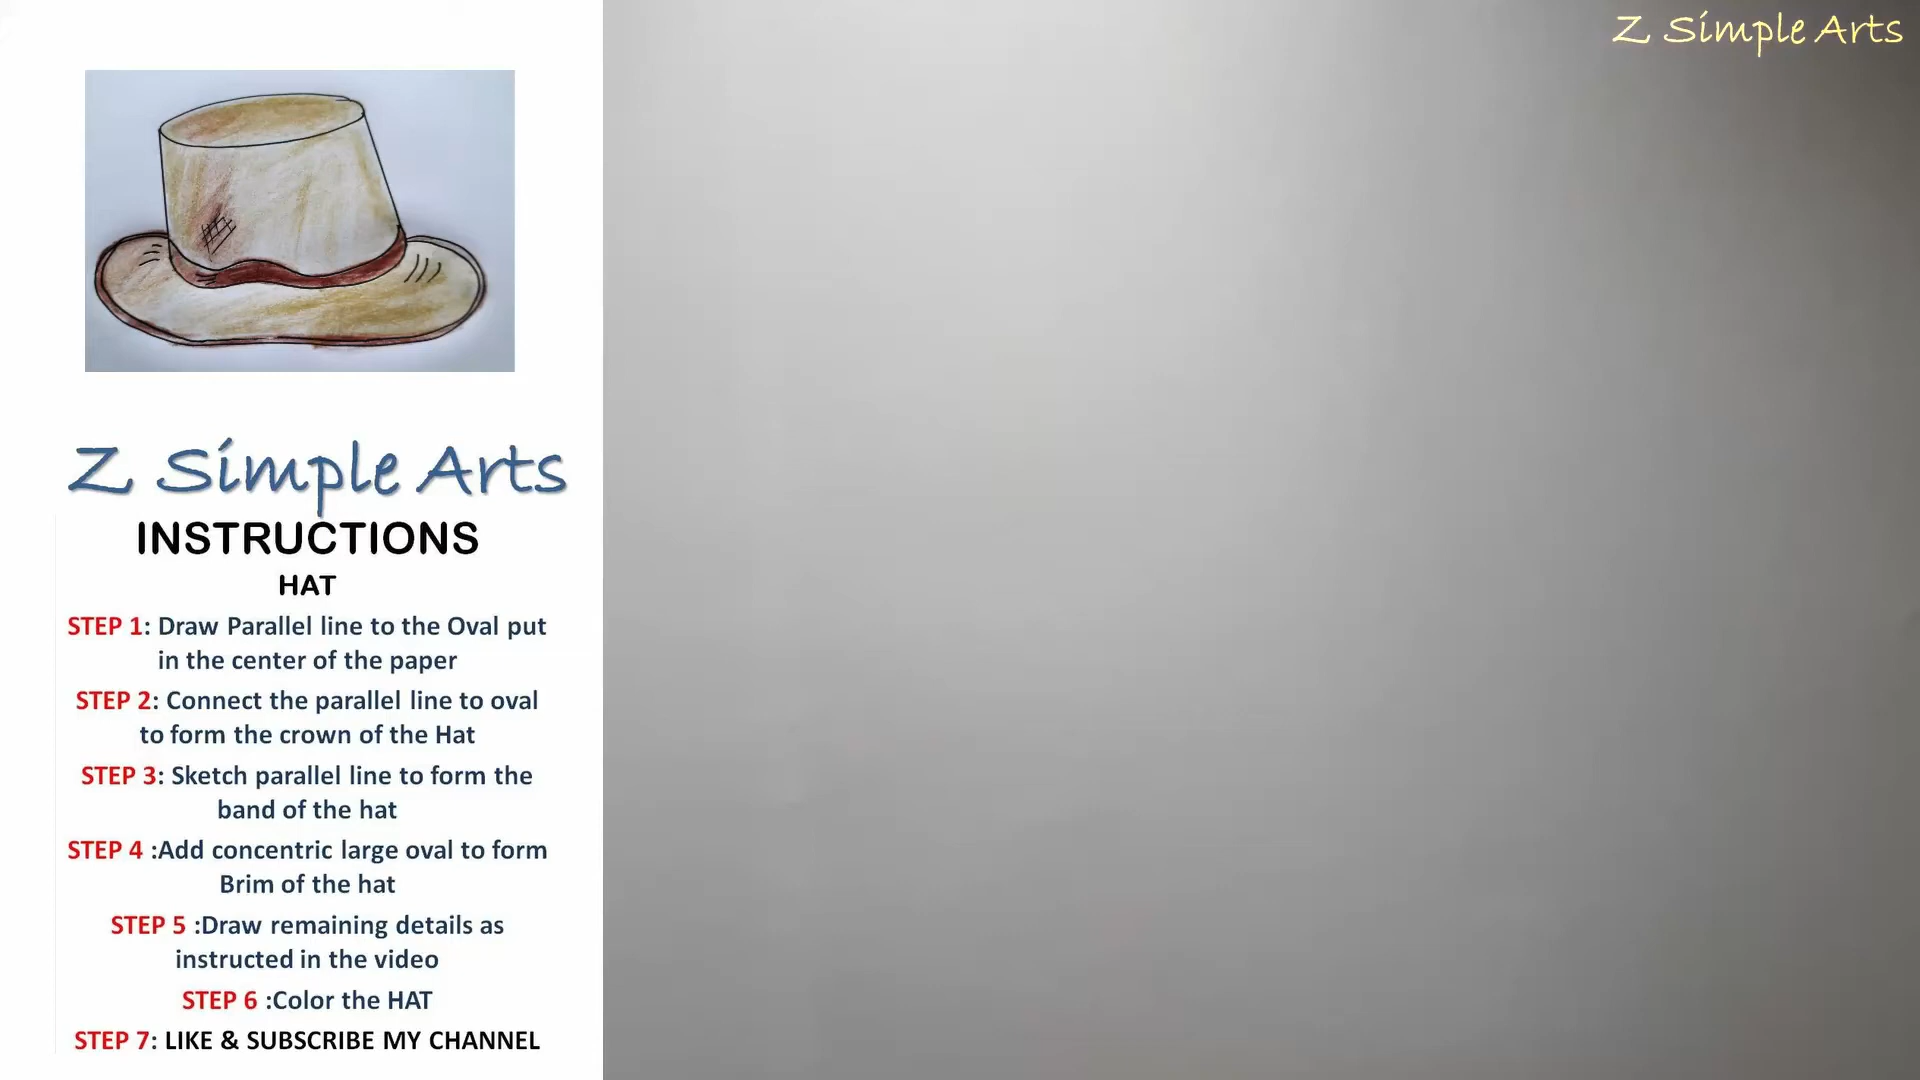 Z Simple Arts
Z Simple Arts
INSTRUCTIONS
HAT
STEP 1: Draw Parallel line to the Oval put
in the center of the paper
STEP 2: Connect the parallel line to oval
to form the crown of the Hat
STEP 3: Sketch parallel line to form the
band of the hat
STEP 4 :Add concentric large oval to form
Brim of the hat
STEP 5 :Draw remaining details as
instructed in the video
STEP 6 :Color the HAT
STEP 7: LIKE & SUBSCRIBE MY CHANNEL